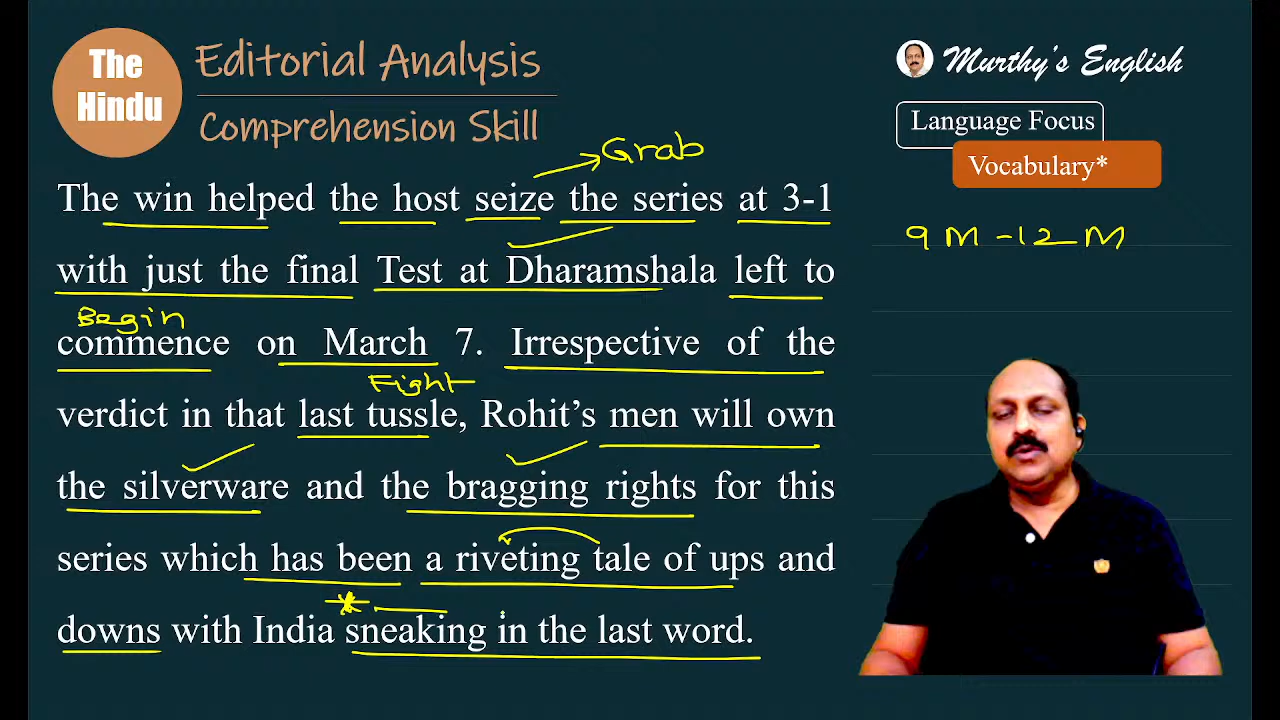 The
Hindu
Editorial Analysis
Comprehension Skill
Murthy's English
Language Focus
Vocabulary*
Grab
The win helped the host seize the series at 3-1
9 M - 12 M
with just the final Test at Dharamshala left to
Begin
commence on March 7. Irrespective of the
Fight
verdict in that last tussle, Rohit’s men will own
the silverware and the bragging rights for this
series which has been a riveting tale of ups and
downs with India sneaking in the last word.